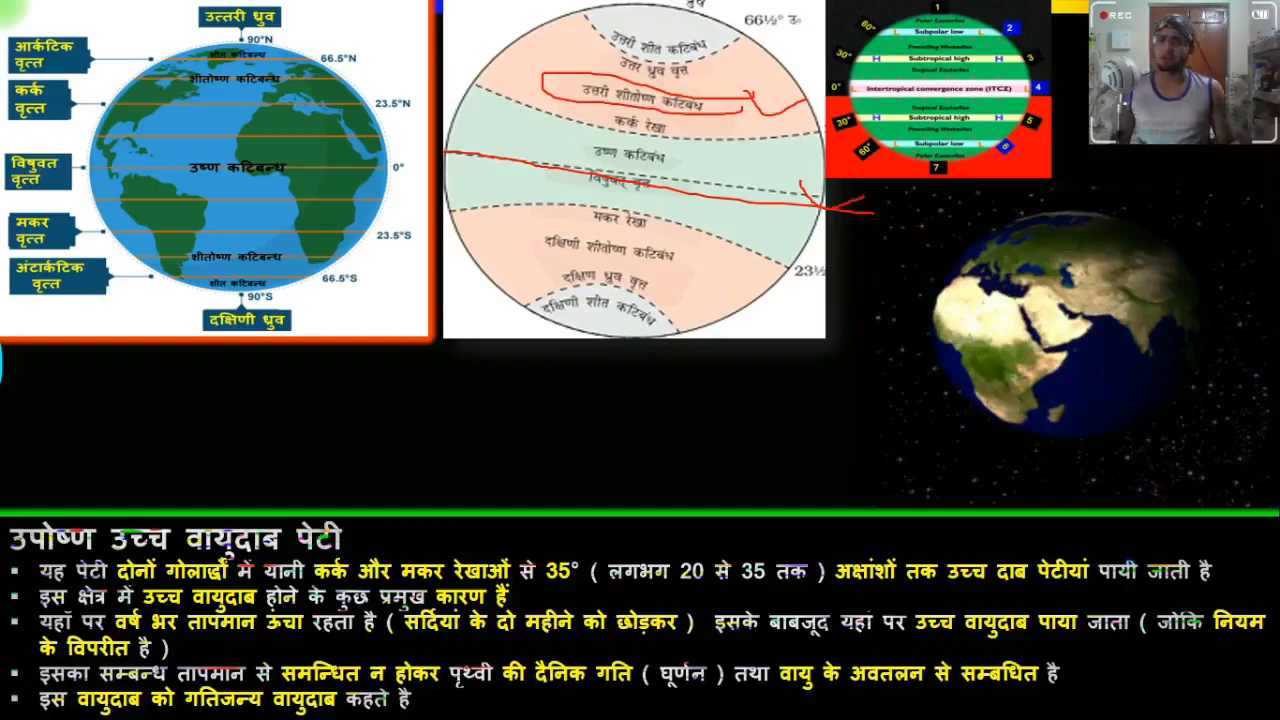 उत्तरी ध्रुव
90°N
आर्कटिक
वृत्त
शीत कटिबन्ध
66.5°N
शीतोष्ण कटिबन्ध
कर्क
वृत्त
23.5°N
विषुवत
वृत्त
उष्ण कटिबन्ध
0°
मकर
वृत्त
23.5°S
शीतोष्ण कटिबन्ध
अंटार्कटिक
वृत्त
66.5°S
शीत कटिबन्ध
90°S
दक्षिणी ध्रुव
66½° उ॰
उत्तरी शीत कटिबंध
उत्तर ध्रुव वृत्त
उत्तरी शीतोष्ण कटिबंध
कर्क रेखा
उष्ण कटिबंध
विषुवत् वृत्त
मकर रेखा
दक्षिणी शीतोष्ण कटिबंध
23½
दक्षिण ध्रुव वृत्त
दक्षिणी शीत कटिबंध
1
Polar Easterlies
60° L Subpolar low L 2
Prevailing Westerlies
30° H Subtropical high H 3
Tropical Easterlies
0° L Intertropical convergence zone (ITCZ) L 4
Tropical Easterlies
30° H Subtropical high H 5
Prevailing Westerlies
60° L Subpolar low L 6
Polar Easterlies
7
REC
उपोष्ण उच्च वायुदाब पेटी
▪ यह पेटी दोनों गोलार्द्धों में यानी कर्क और मकर रेखाओं से 35° ( लगभग 20 से 35 तक ) अक्षांशों तक उच्च दाब पेटीयां पायी जाती है
▪ इस क्षेत्र में उच्च वायुदाब होने के कुछ प्रमुख कारण हैं
▪ यहाँ पर वर्ष भर तापमान ऊंचा रहता है ( सर्दियां के दो महीने को छोड़कर ) इसके बाबजूद यहां पर उच्च वायुदाब पाया जाता ( जोकि नियम
के विपरीत है )
▪ इसका सम्बन्ध तापमान से समन्धित न होकर पृथ्वी की दैनिक गति ( घूर्णन ) तथा वायु के अवतलन से सम्बधित है
▪ इस वायुदाब को गतिजन्य वायुदाब कहते है